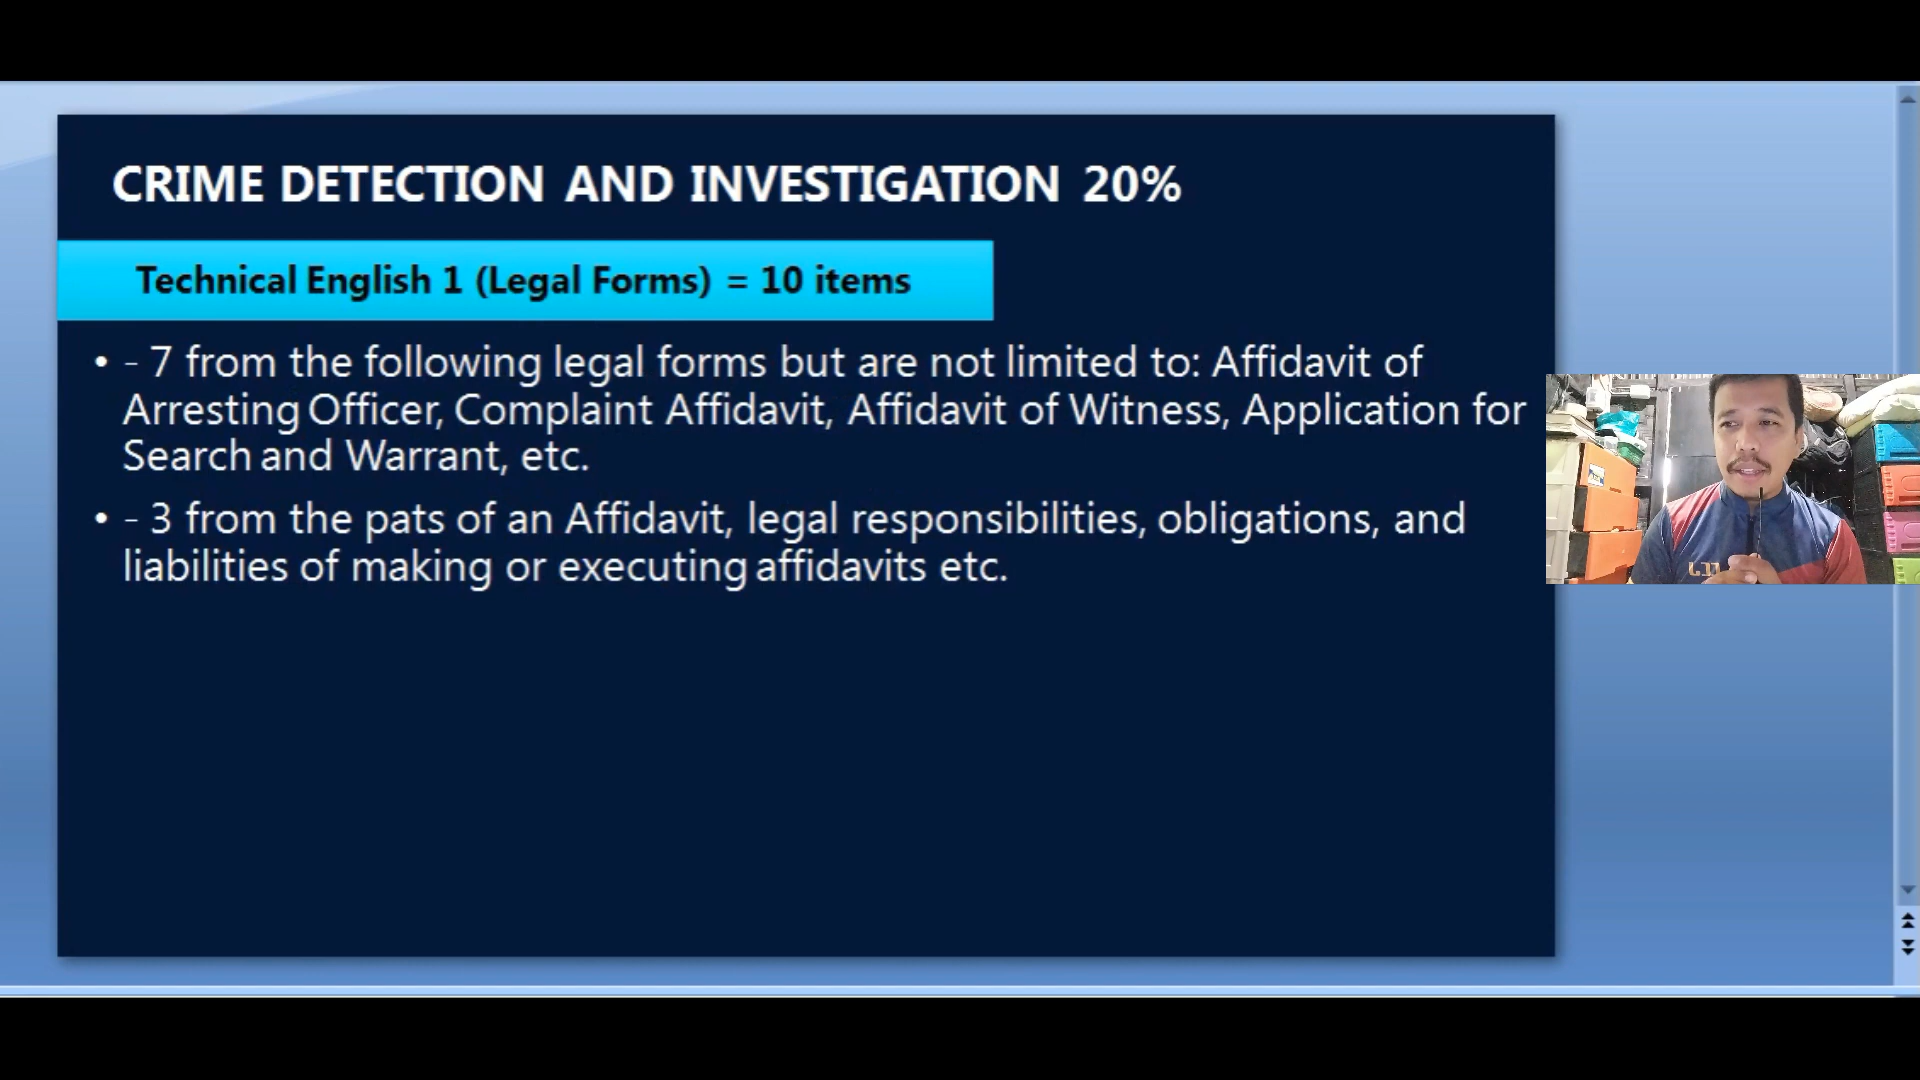 CRIME DETECTION AND INVESTIGATION 20%
Technical English 1 (Legal Forms) = 10 items
• - 7 from the following legal forms but are not limited to: Affidavit of
Arresting Officer, Complaint Affidavit, Affidavit of Witness, Application for
Search and Warrant, etc.
• - 3 from the pats of an Affidavit, legal responsibilities, obligations, and
liabilities of making or executing affidavits etc.